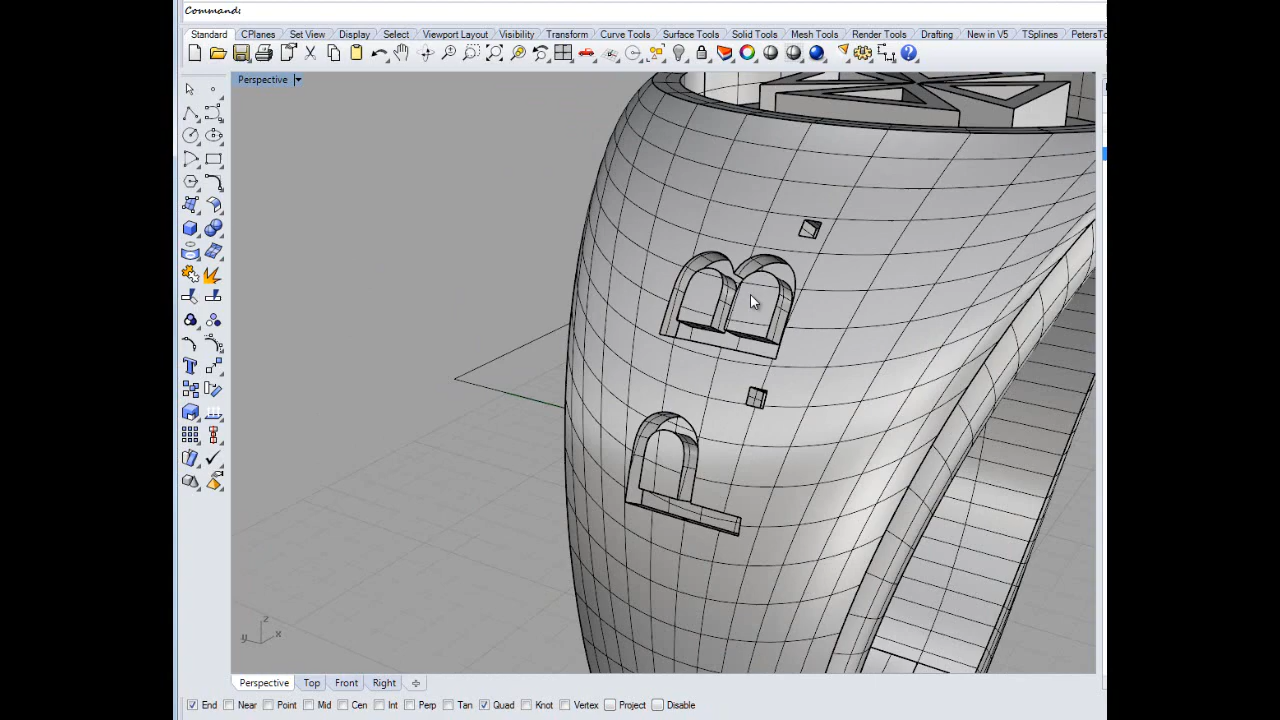 Command:
Standard CPlanes Set View Display Select Viewport Layout Visibility Transform Curve Tools Surface Tools Solid Tools Mesh Tools Render Tools Drafting New in V5 TSplines PetersTo
Perspective
z
y x
Perspective Top Front Right
End Near Point Mid Cen Int Perp Tan Quad Knot Vertex Project Disable